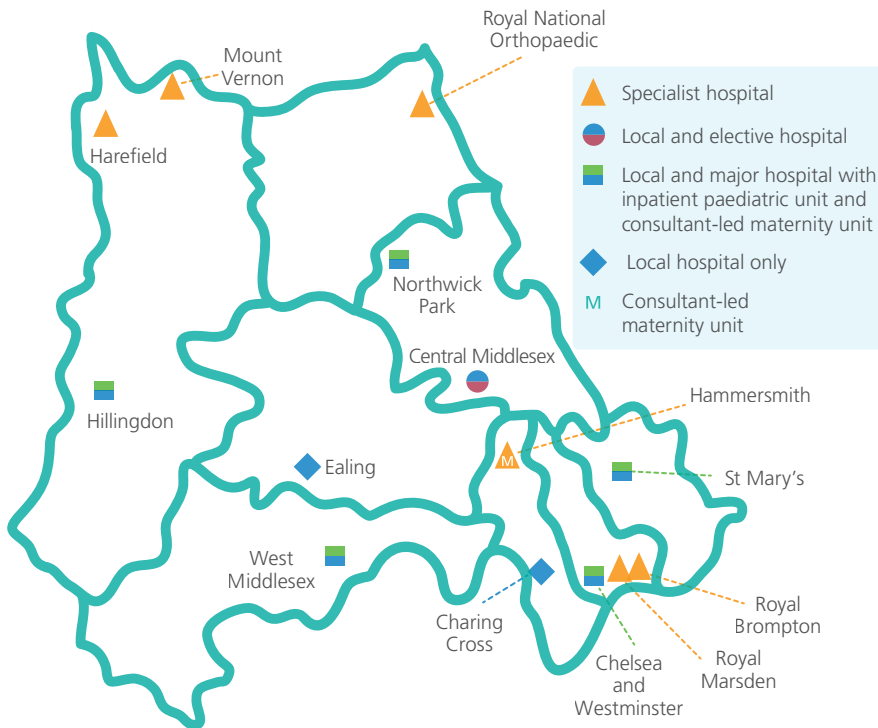 Royal National
Orthopaedic
Mount
Vernon
Harefield
Specialist hospital
Local and elective hospital
Local and major hospital with
inpatient paediatric unit and
consultant-led maternity unit
Local hospital only
M
Consultant-led
maternity unit
Northwick
Park
Central Middlesex
Hammersmith
Hillingdon
M
Ealing
St Mary's
West
Middlesex
Charing
Cross
Chelsea
and
Westminster
Royal
Marsden
Royal
Brompton